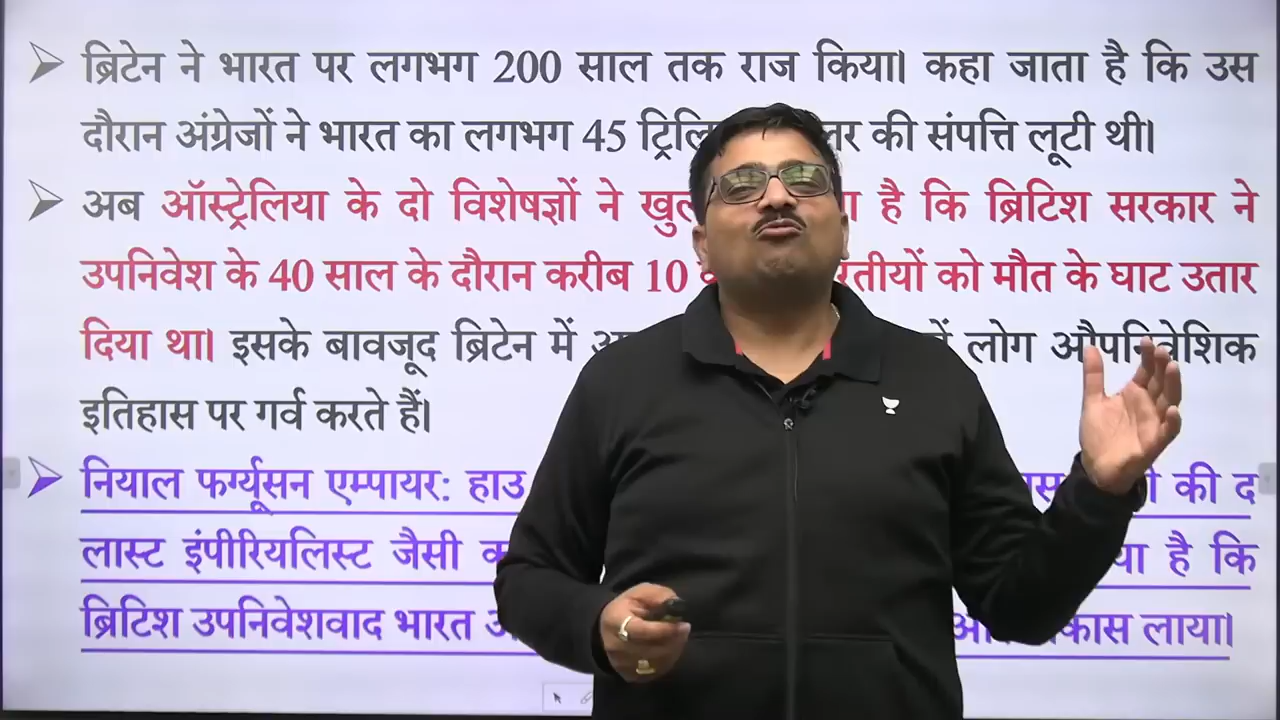 ब्रिटेन ने भारत पर लगभग 200 साल तक राज किया। कहा जाता है कि उस
दौरान अंग्रेजों ने भारत का लगभग 45 की संपत्ति लूटी थी।
अब ऑस्ट्रेलिया के दो विशेषज्ञों ने है कि ब्रिटिश सरकार ने
उपनिवेश के 40 साल के दौरान करीब 10 को मौत के घाट उतार
दिया था। इसके बावजूद ब्रिटेन में लोग औपनिवेशिक
इतिहास पर गर्व करते हैं।
नियाल फर्ग्यूसन एम्पायर: हाउ की द
लास्ट इंपीरियलिस्ट जैसी है कि
ब्रिटिश उपनिवेशवाद भारत लाया।